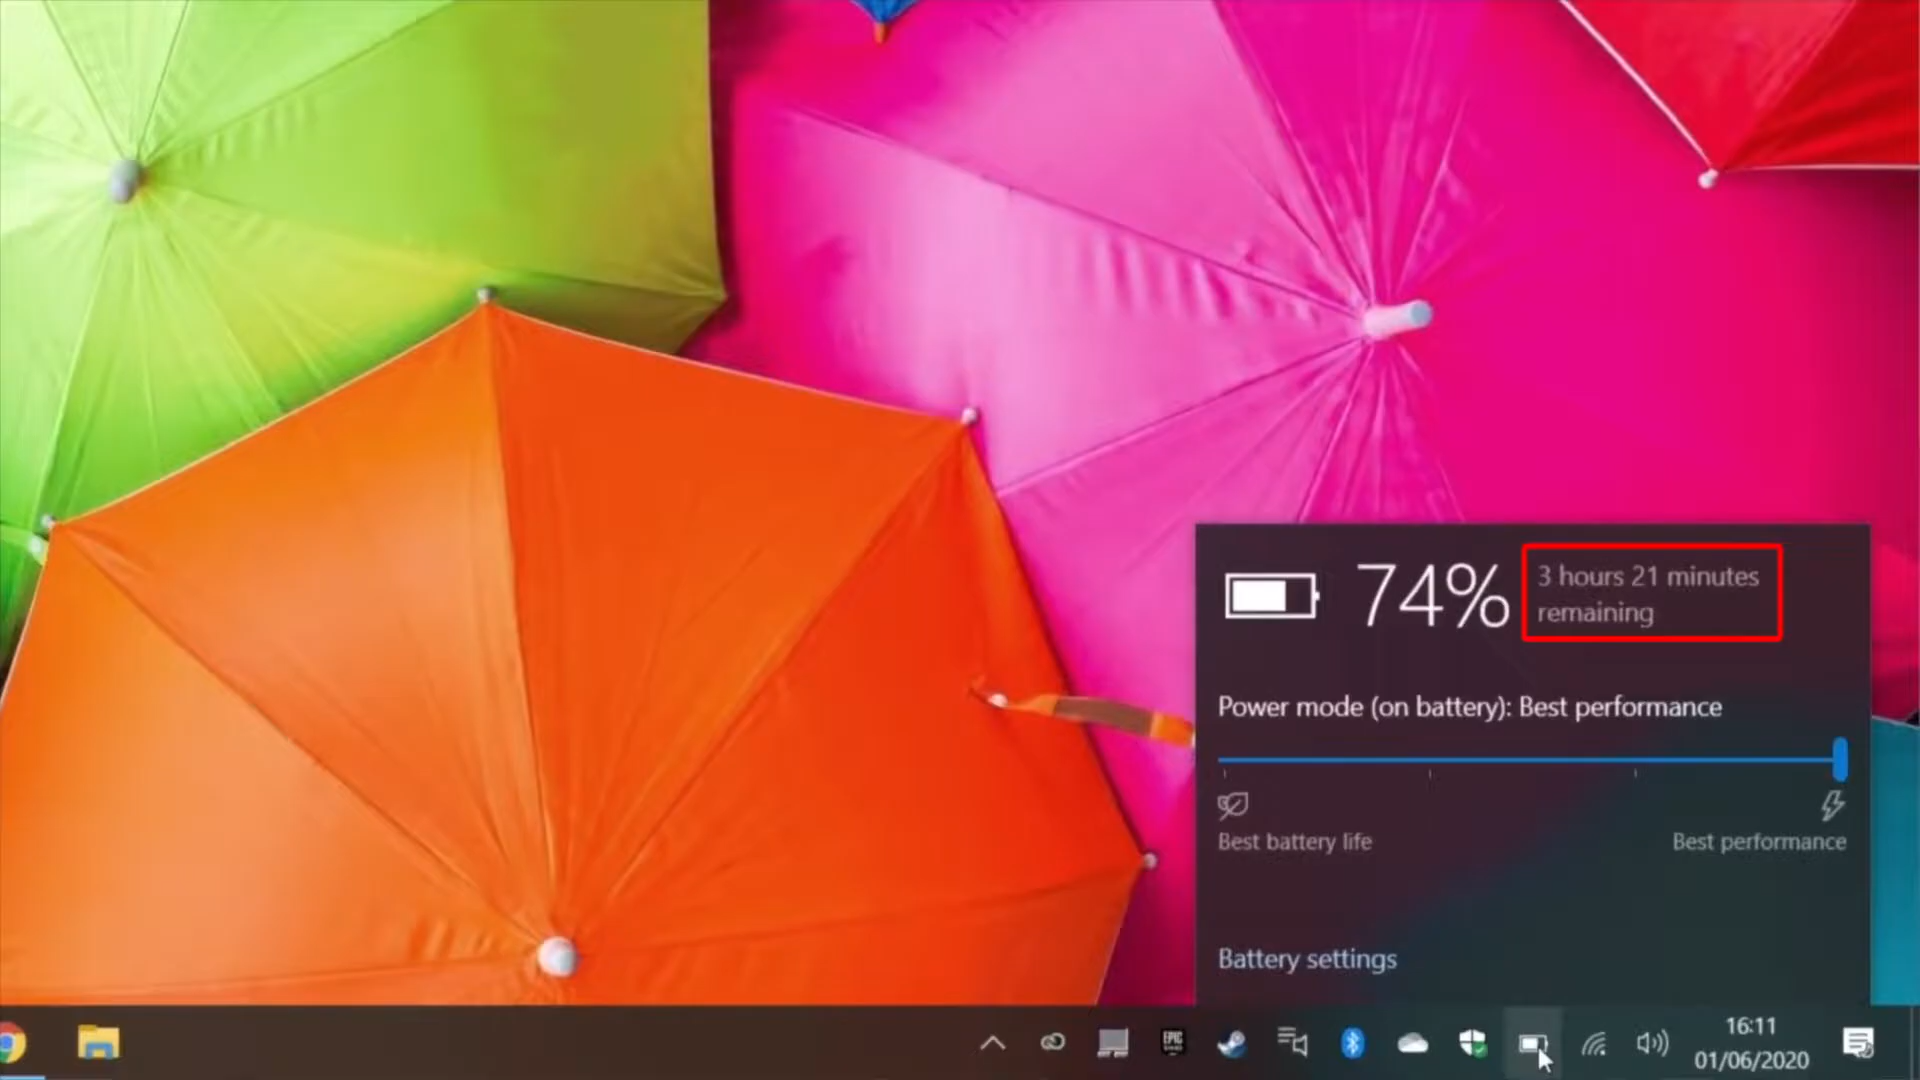 74%
3 hours 21 minutes
remaining
Power mode (on battery): Best performance
Best battery life
Best performance
Battery settings
EPIC
16:11
01/06/2020